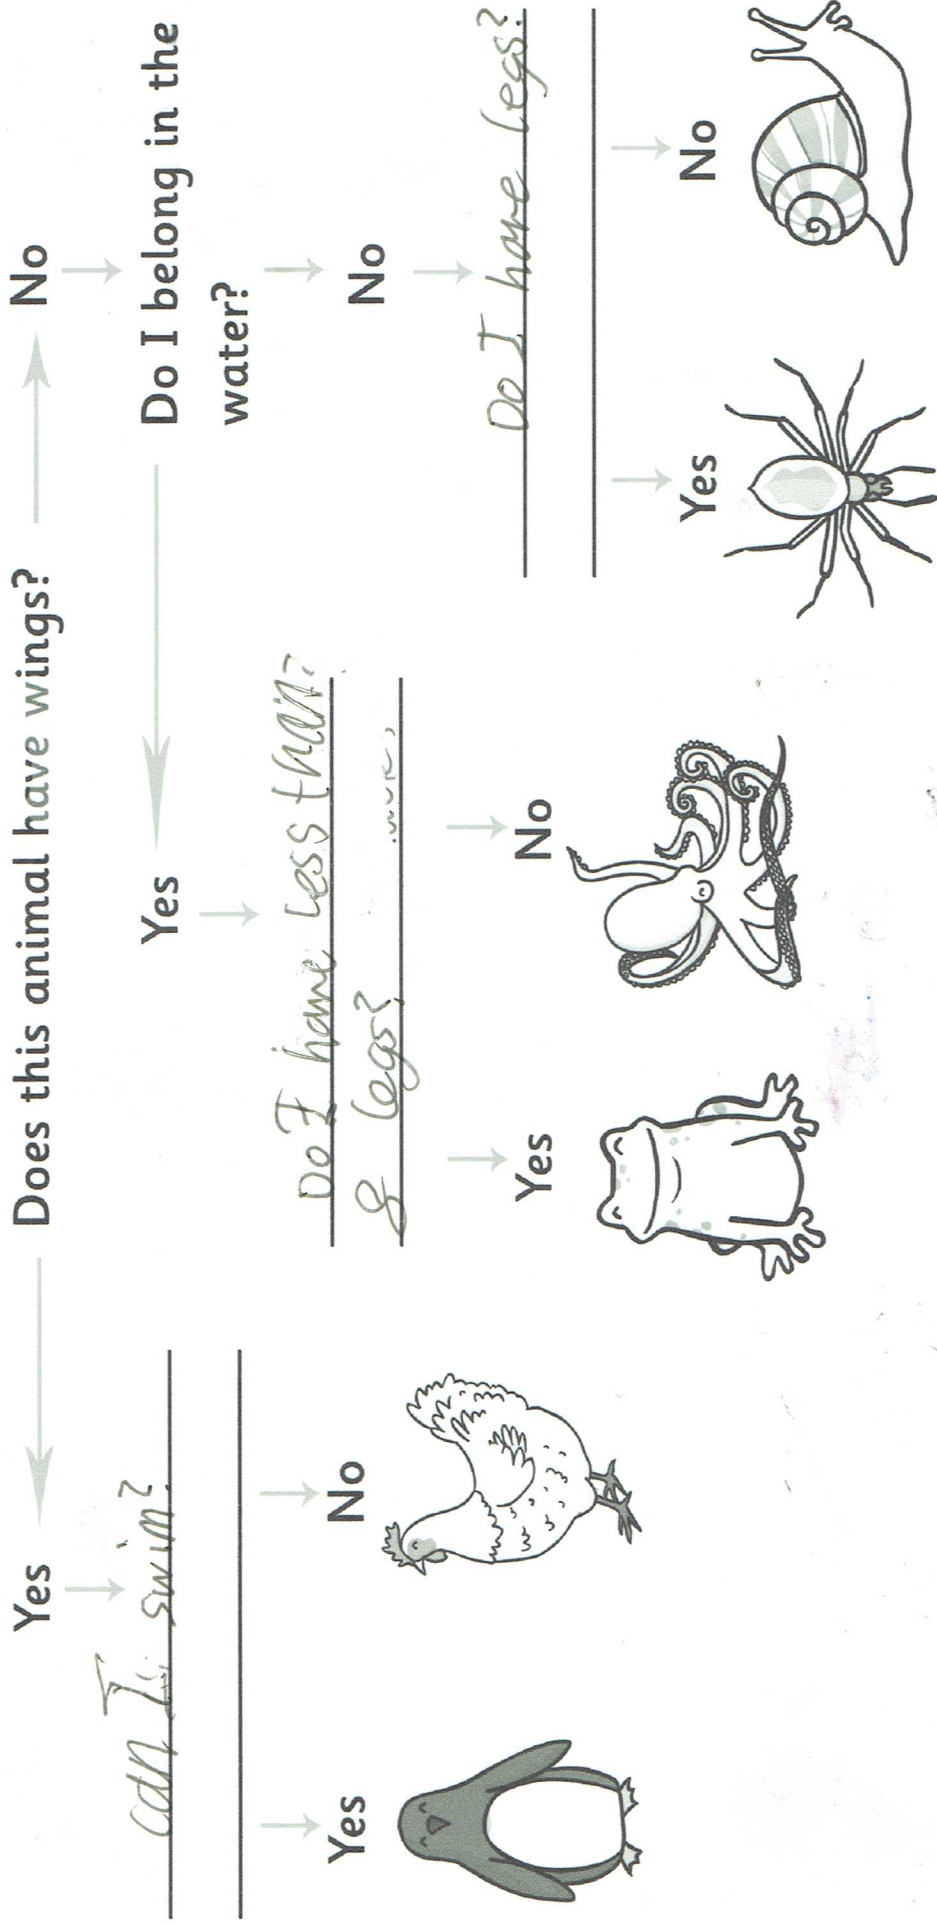 Does this animal have wings?
Yes
No
can I swim?
Yes
No
Do I belong in the
water?
Yes
No
Do I have less than
8 legs?
Yes
No
Do I have legs?
Yes
No